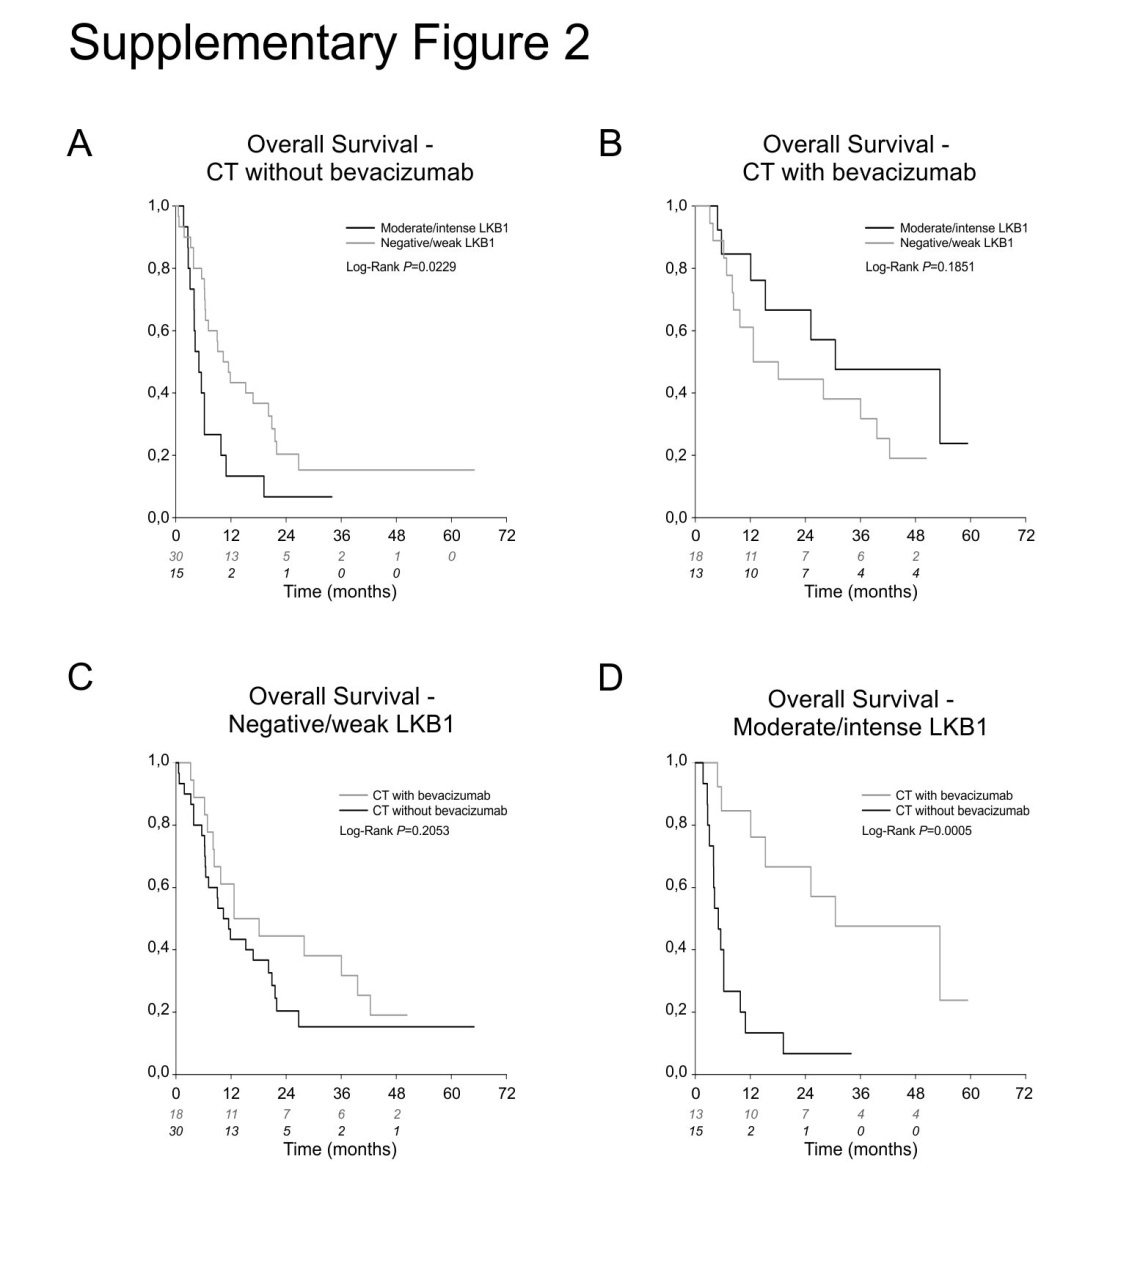 Supplementary Figure 2
A
Overall Survival -
CT without bevacizumab
1,0
0,8
0,6
0,4
0,2
0,0
Moderate/intense LKB1
Negative/weak LKB1
Log-Rank P=0.0229
0 12 24 36 48 60 72
30 13 5 2 1 0
15 2 1 0 0
Time (months)
B
Overall Survival -
CT with bevacizumab
1,0
0,8
0,6
0,4
0,2
0,0
Moderate/intense LKB1
Negative/weak LKB1
Log-Rank P=0.1851
0 12 24 36 48 60 72
18 11 7 6 2
13 10 7 4 4
Time (months)
C
Overall Survival -
Negative/weak LKB1
1,0
0,8
0,6
0,4
0,2
0,0
CT with bevacizumab
CT without bevacizumab
Log-Rank P=0.2053
0 12 24 36 48 60 72
18 11 7 6 2
30 13 5 2 1
Time (months)
D
Overall Survival -
Moderate/intense LKB1
1,0
0,8
0,6
0,4
0,2
0,0
CT with bevacizumab
CT without bevacizumab
Log-Rank P=0.0005
0 12 24 36 48 60 72
13 10 7 4 4
15 2 1 0 0
Time (months)